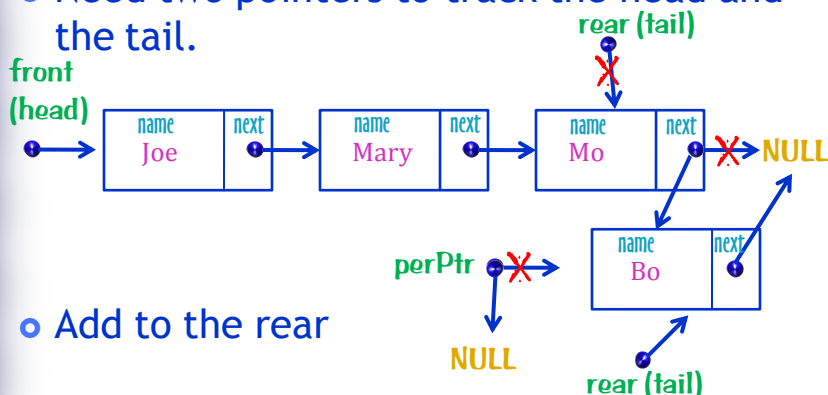 Need two pointers to track the head and
the tail.
rear (tail)
front
(head)
name next
Joe
name next
Mary
name next
Mo
NULL
perPtr
name next
Bo
NULL
Add to the rear
rear (tail)